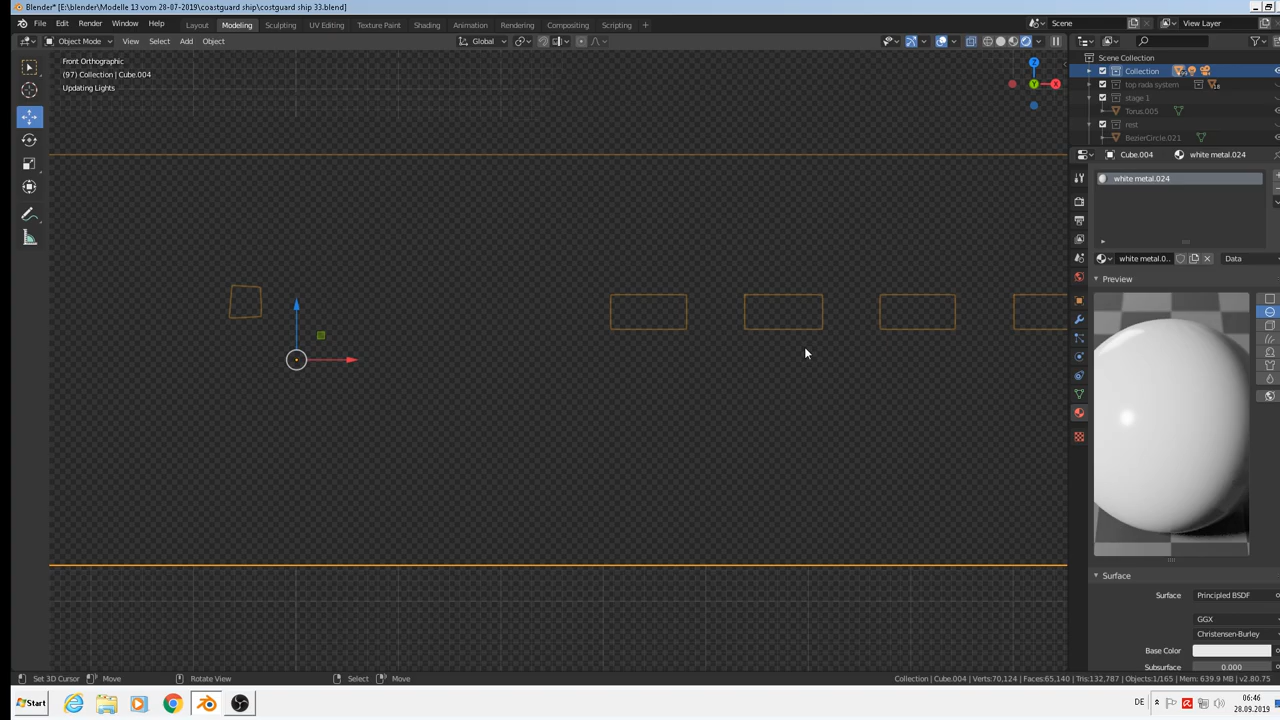 Blender* [E:\blender\Modelle 13 vom 28-07-2019\coastguard ship\costguard ship 33.blend]
File Edit Render Window Help Layout Modeling Sculpting UV Editing Texture Paint Shading Animation Rendering Compositing Scripting + Scene View Layer
Object Mode View Select Add Object Global
Front Orthographic
(97) Collection | Cube.004
Updating Lights
Z
Y
X
Scene Collection
Collection
top rada system 18
stage 1
Torus.005
rest
BezierCircle.021
Cube.004 white metal.024
white metal.024
white metal.0.. Data
Preview
Surface
Surface Principled BSDF
GGX
Christensen-Burley
Base Color
Subsurface 0.000
Set 3D Cursor Move Rotate View Select Move Collection | Cube.004 | Verts:70,124 | Faces:65,140 | Tris:132,787 | Objects:1/165 | Mem: 639.9 MB | v2.80.75
Start DE 06:46
28.09.2019